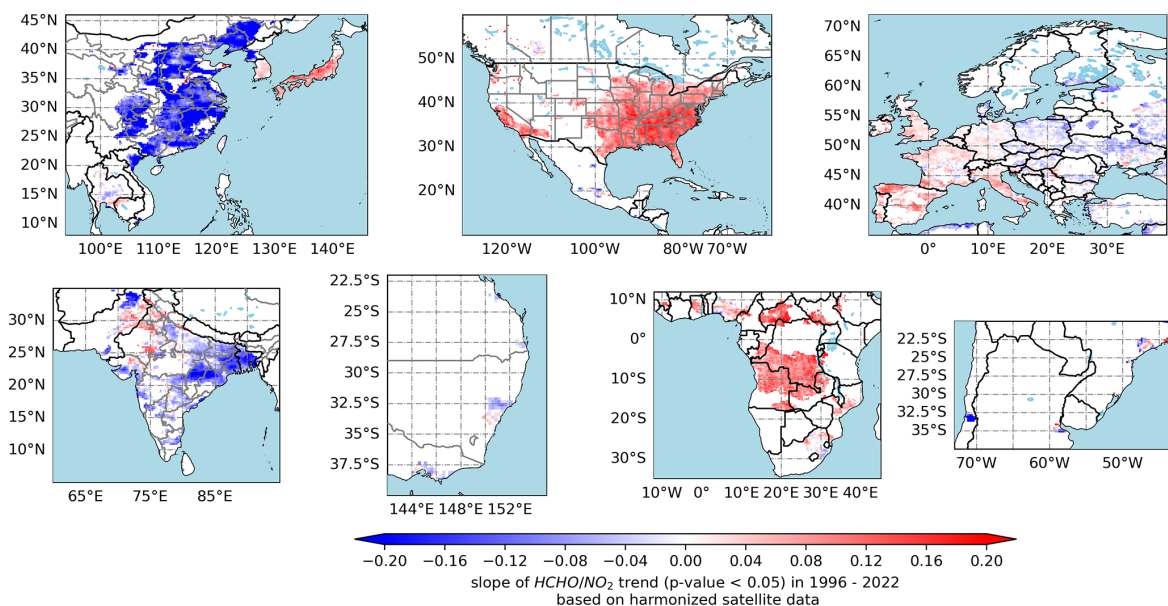 45°N
40°N
35°N
30°N
25°N
20°N
15°N
10°N
100°E 110°E 120°E 130°E 140°E
50°N
40°N
30°N
20°N
120°W 100°W 80°W 70°W
70°N
65°N
60°N
55°N
50°N
45°N
40°N
0° 10°E 20°E 30°E
30°N
25°N
20°N
15°N
10°N
65°E 75°E 85°E
22.5°S
25°S
27.5°S
30°S
32.5°S
35°S
37.5°S
144°E 148°E 152°E
10°N
0°
10°S
20°S
30°S
10°W 0° 10°E 20°E 30°E 40°E
22.5°S
25°S
27.5°S
30°S
32.5°S
35°S
70°W 60°W 50°W
−0.20 −0.16 −0.12 −0.08 −0.04 0.00 0.04 0.08 0.12 0.16 0.20
slope of HCHO/NO₂ trend (p-value < 0.05) in 1996 - 2022
based on harmonized satellite data